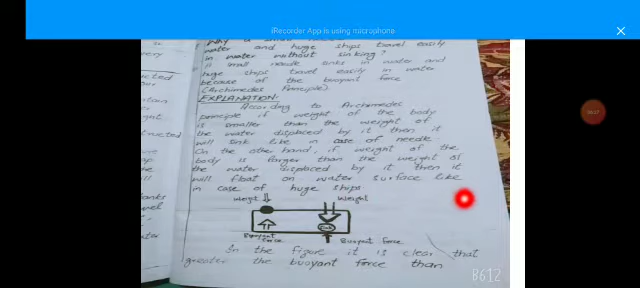 iRecorder App is using microphone
water and huge ships travel easily
in water without sinking?
A small needle sinks in water and
huge ships travel easily in water
because of the buoyant force
(Archimedes Principle).
EXPLANATION:
According to Archimedes
principle if weight of the body
is smaller than the weight of
the water displaced by it then it
will sink like in case of needle
On the other hand, if weight of the
body is larger than the weight of
the water displaced by it then it
will float on water surface like
in case of huge ships
Weight Weight
Buoyant Force Buoyant Force
In the figure it is clear that
greater the buoyant force than
B612